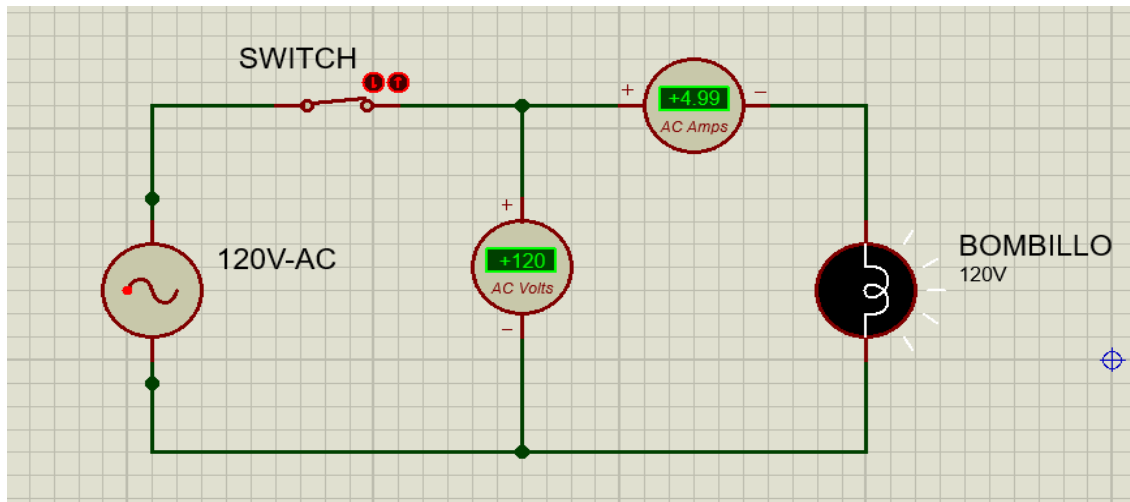 SWITCH
+
+4.99
−
AC Amps
+
120V-AC
+120
AC Volts
−
BOMBILLO
120V